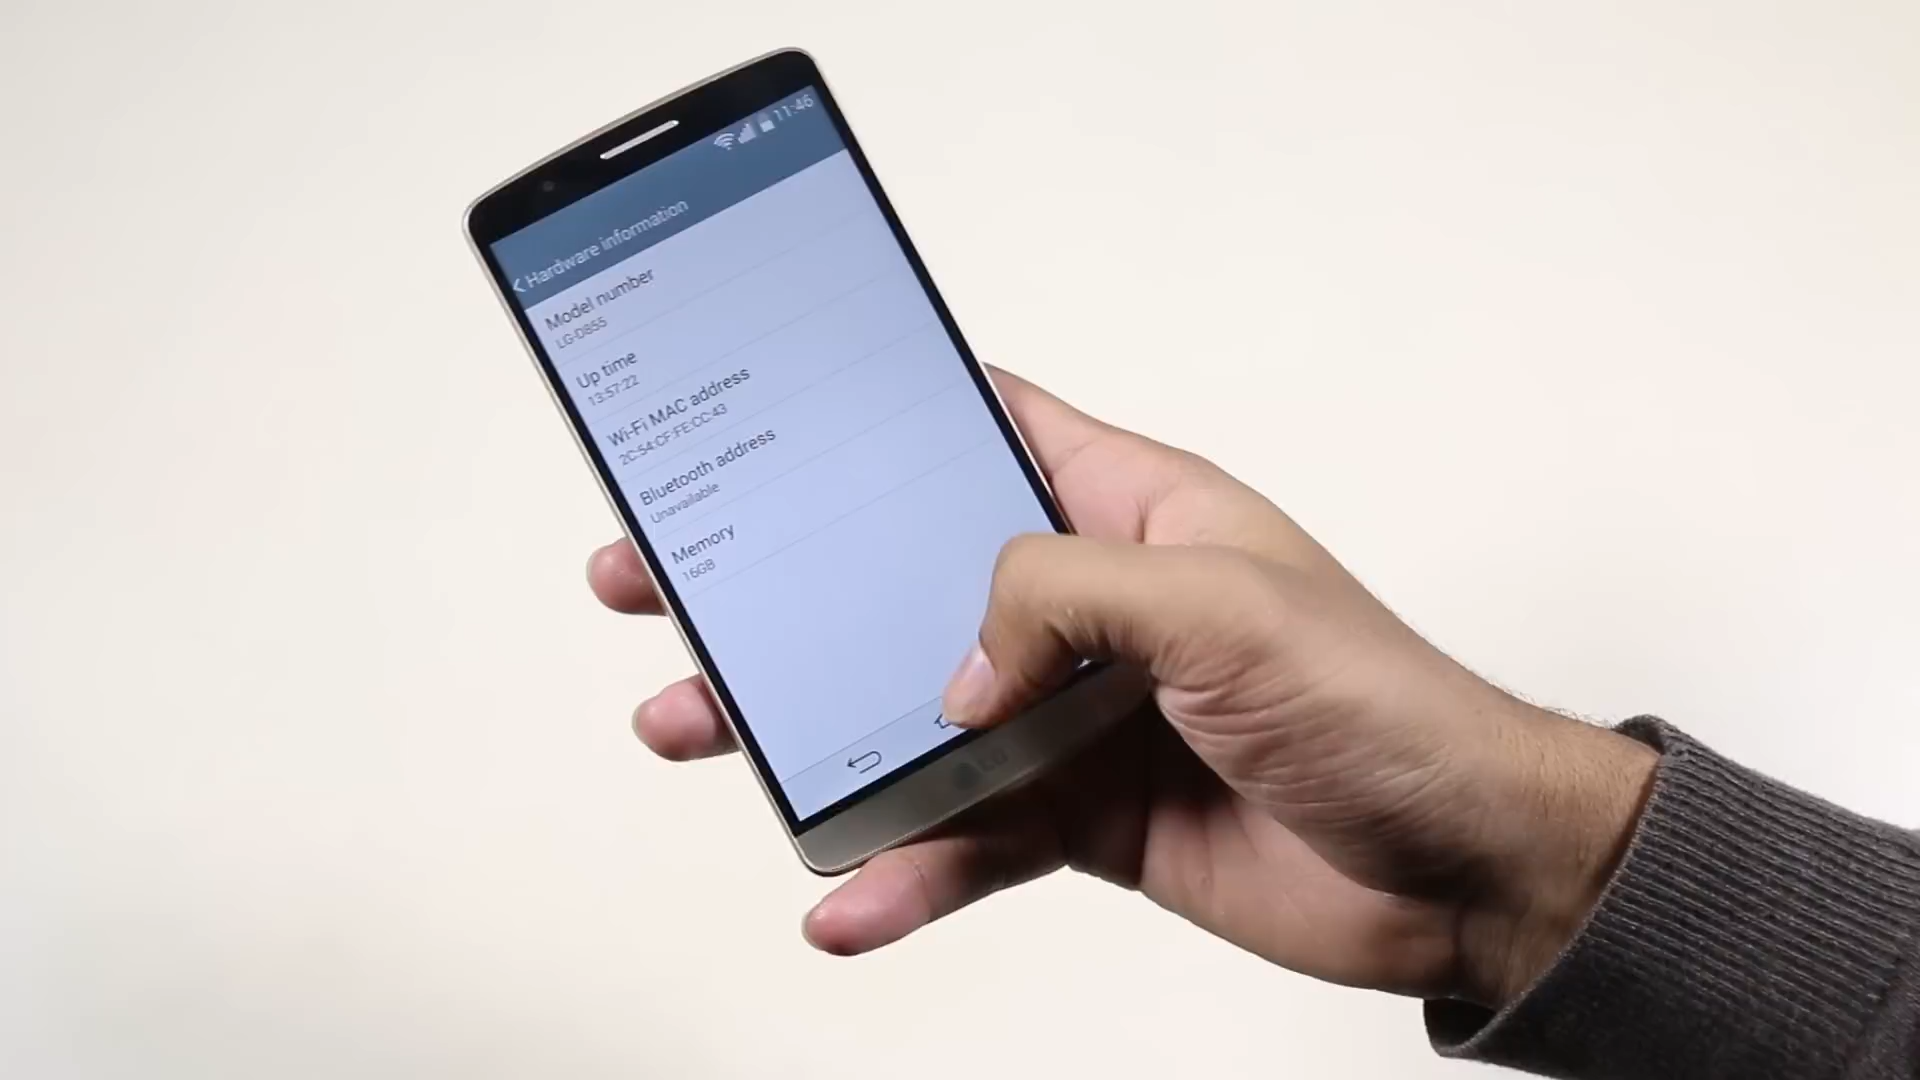 11:46
Hardware information
Model number
LG-D855
Up time
13:57:22
Wi-Fi MAC address
2C:54:CF:FE:CC:43
Bluetooth address
Unavailable
Memory
16GB
LG